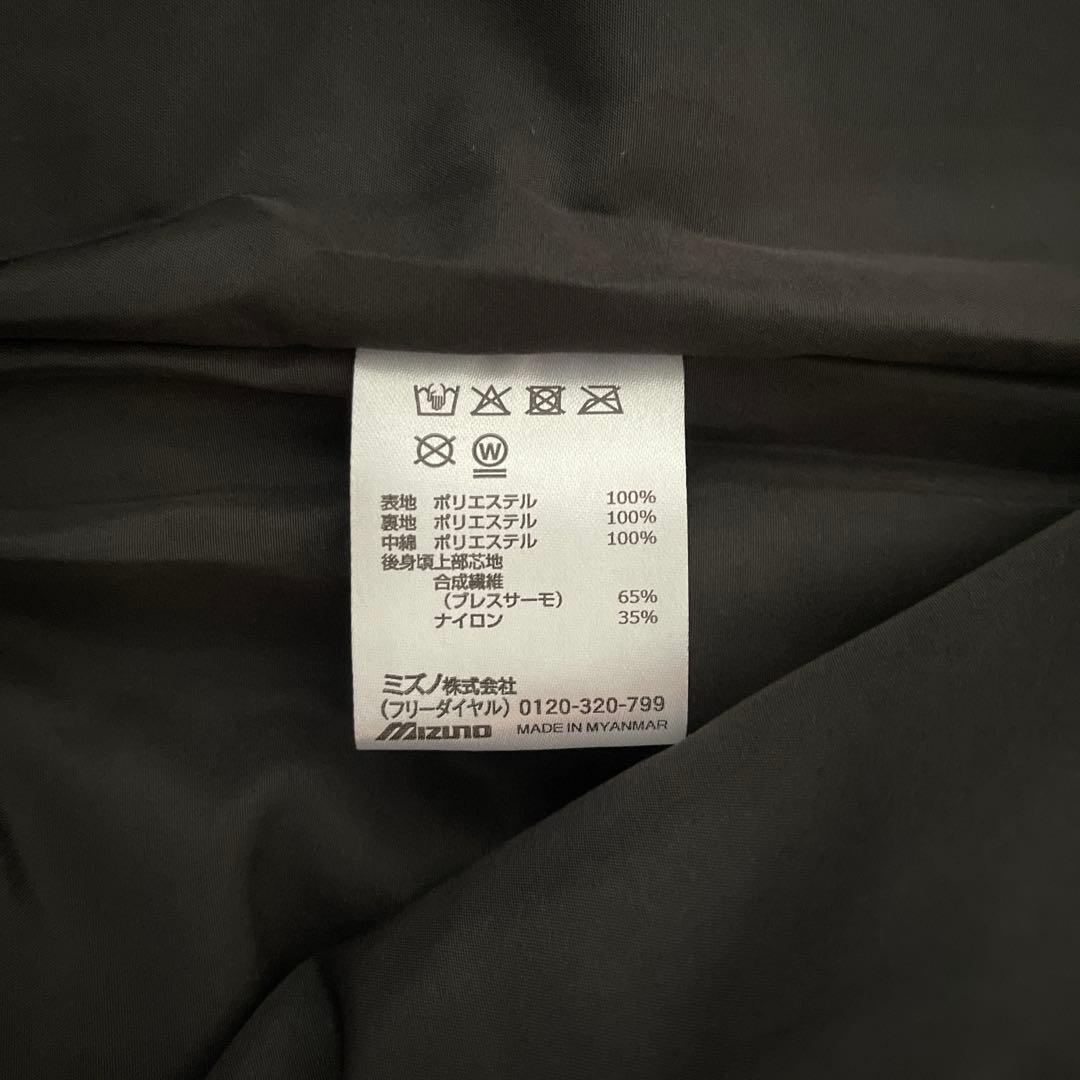 W
表地 ポリエステル 100%
裏地 ポリエステル 100%
中綿 ポリエステル 100%
後身頃上部芯地
合成繊維
(ブレスサーモ) 65%
ナイロン 35%
ミズノ株式会社
(フリーダイヤル) 0120-320-799
MIZUNO MADE IN MYANMAR